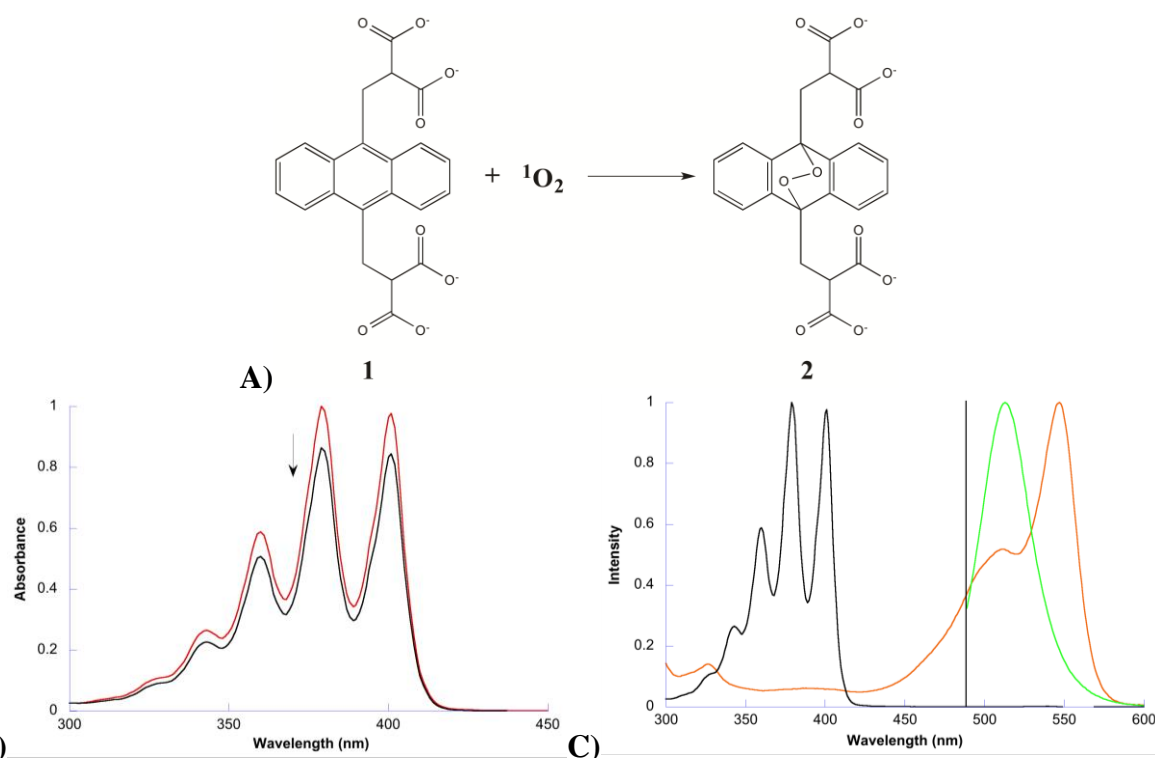 O
O-
O-
O
O
O-
O
O-
1
+ ¹O₂
O
O-
O-
O
O
O
O
O-
O
O-
2
A)
1
0.8
0.6
0.4
0.2
0
Absorbance
300
350
400
450
Wavelength (nm)
)
1
0.8
0.6
0.4
0.2
0
Intensity
300
350
400
450
500
550
600
Wavelength (nm)
C)